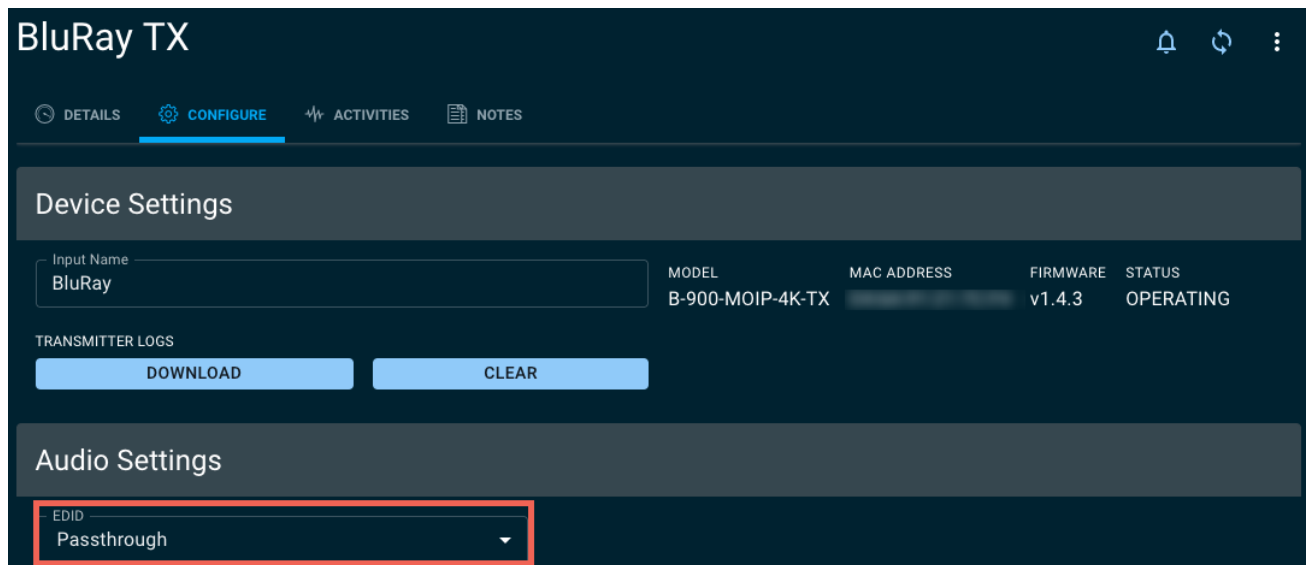 BluRay TX
DETAILS CONFIGURE ACTIVITIES NOTES
Device Settings
Input Name
BluRay
MODEL MAC ADDRESS FIRMWARE STATUS
B-900-MOIP-4K-TX v1.4.3 OPERATING
TRANSMITTER LOGS
DOWNLOAD CLEAR
Audio Settings
EDID
Passthrough